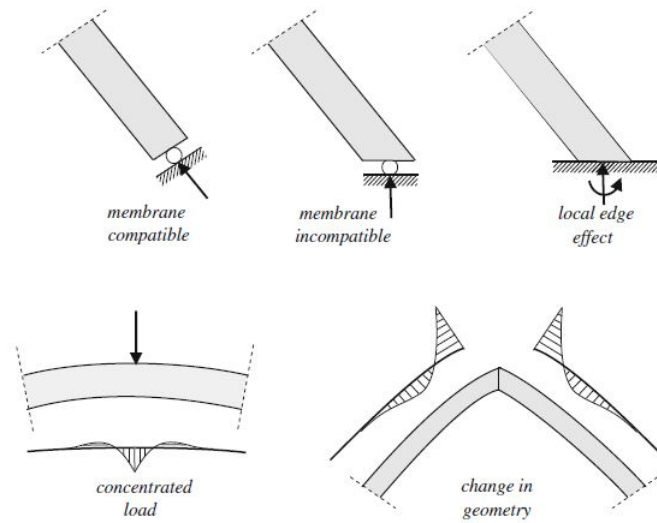 membrane
compatible
membrane
incompatible
local edge
effect
concentrated
load
change in
geometry